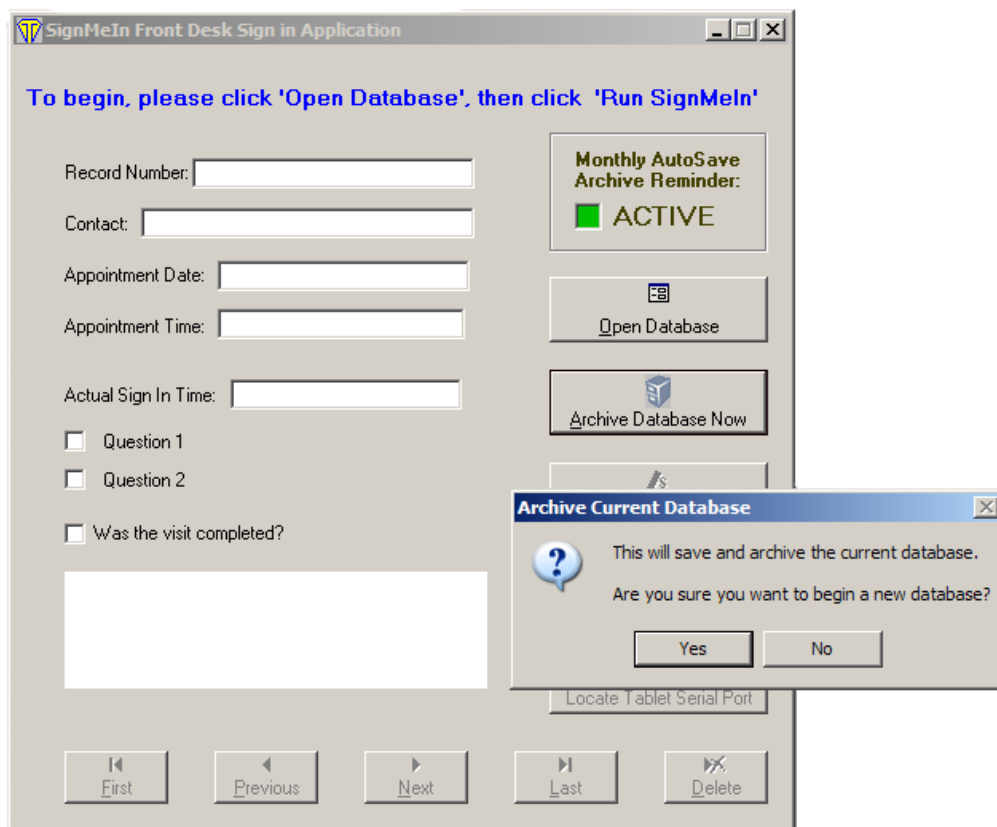 SignMeIn Front Desk Sign in Application
To begin, please click 'Open Database', then click 'Run SignMeIn'
Record Number:
Contact:
Appointment Date:
Appointment Time:
Actual Sign In Time:
Question 1
Question 2
Was the visit completed?
Monthly AutoSave
Archive Reminder:
ACTIVE
Open Database
Archive Database Now
Archive Current Database
This will save and archive the current database.
Are you sure you want to begin a new database?
Yes
No
Locate Tablet Serial Port
First
Previous
Next
Last
Delete